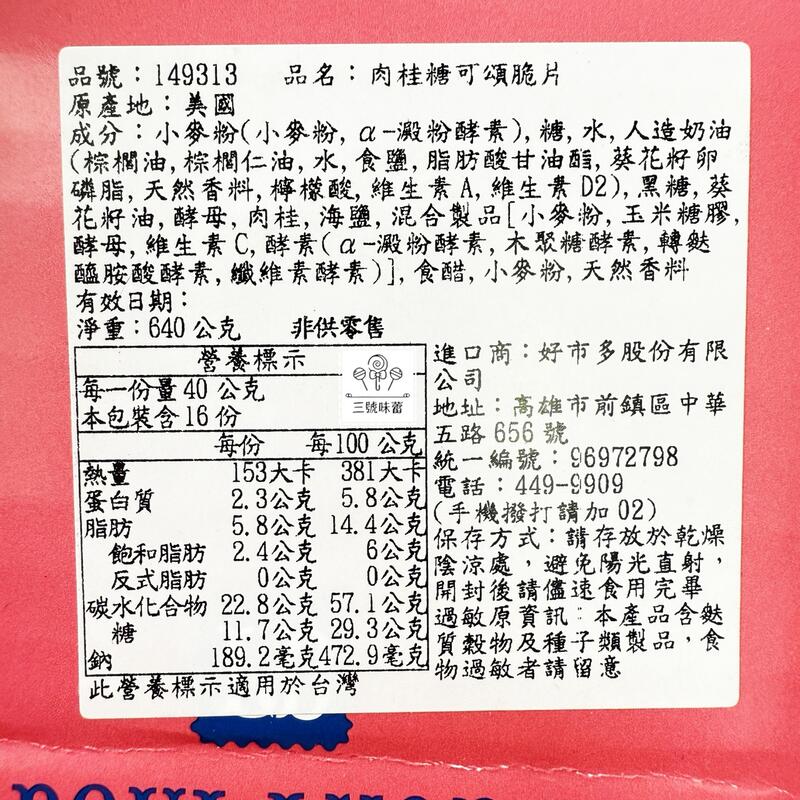 品號：149313　品名：肉桂糖可頌脆片
原產地：美國
成分：小麥粉(小麥粉, α-澱粉酵素), 糖, 水, 人造奶油
(棕櫚油, 棕櫚仁油, 水, 食鹽, 脂肪酸甘油酯, 葵花籽卵
磷脂, 天然香料, 檸檬酸, 維生素 A, 維生素 D2), 黑糖, 葵
花籽油, 酵母, 肉桂, 海鹽, 混合製品[小麥粉, 玉米糖膠,
酵母, 維生素 C, 酵素(α-澱粉酵素, 木聚糖酵素, 轉麩
醯胺酸酵素, 纖維素酵素)], 食醋, 小麥粉, 天然香料
有效日期：
淨重：640 公克　非供零售
營養標示
每一份量 40 公克
本包裝含 16 份
每份　每100 公克
熱量　153大卡　381大卡
蛋白質　2.3公克　5.8公克
脂肪　5.8公克　14.4公克
飽和脂肪　2.4公克　6公克
反式脂肪　0公克　0公克
碳水化合物　22.8公克　57.1公克
糖　11.7公克　29.3公克
鈉　189.2毫克　472.9毫克
此營養標示適用於台灣
三號味蕾
進口商：好市多股份有限
公司
地址：高雄市前鎮區中華
五路 656 號
統一編號：96972798
電話：449-9909
(手機撥打請加 02)
保存方式：請存放於乾燥
陰涼處，避免陽光直射，
開封後請儘速食用完畢
過敏原資訊：本產品含麩
質穀物及種子類製品，食
物過敏者請留意